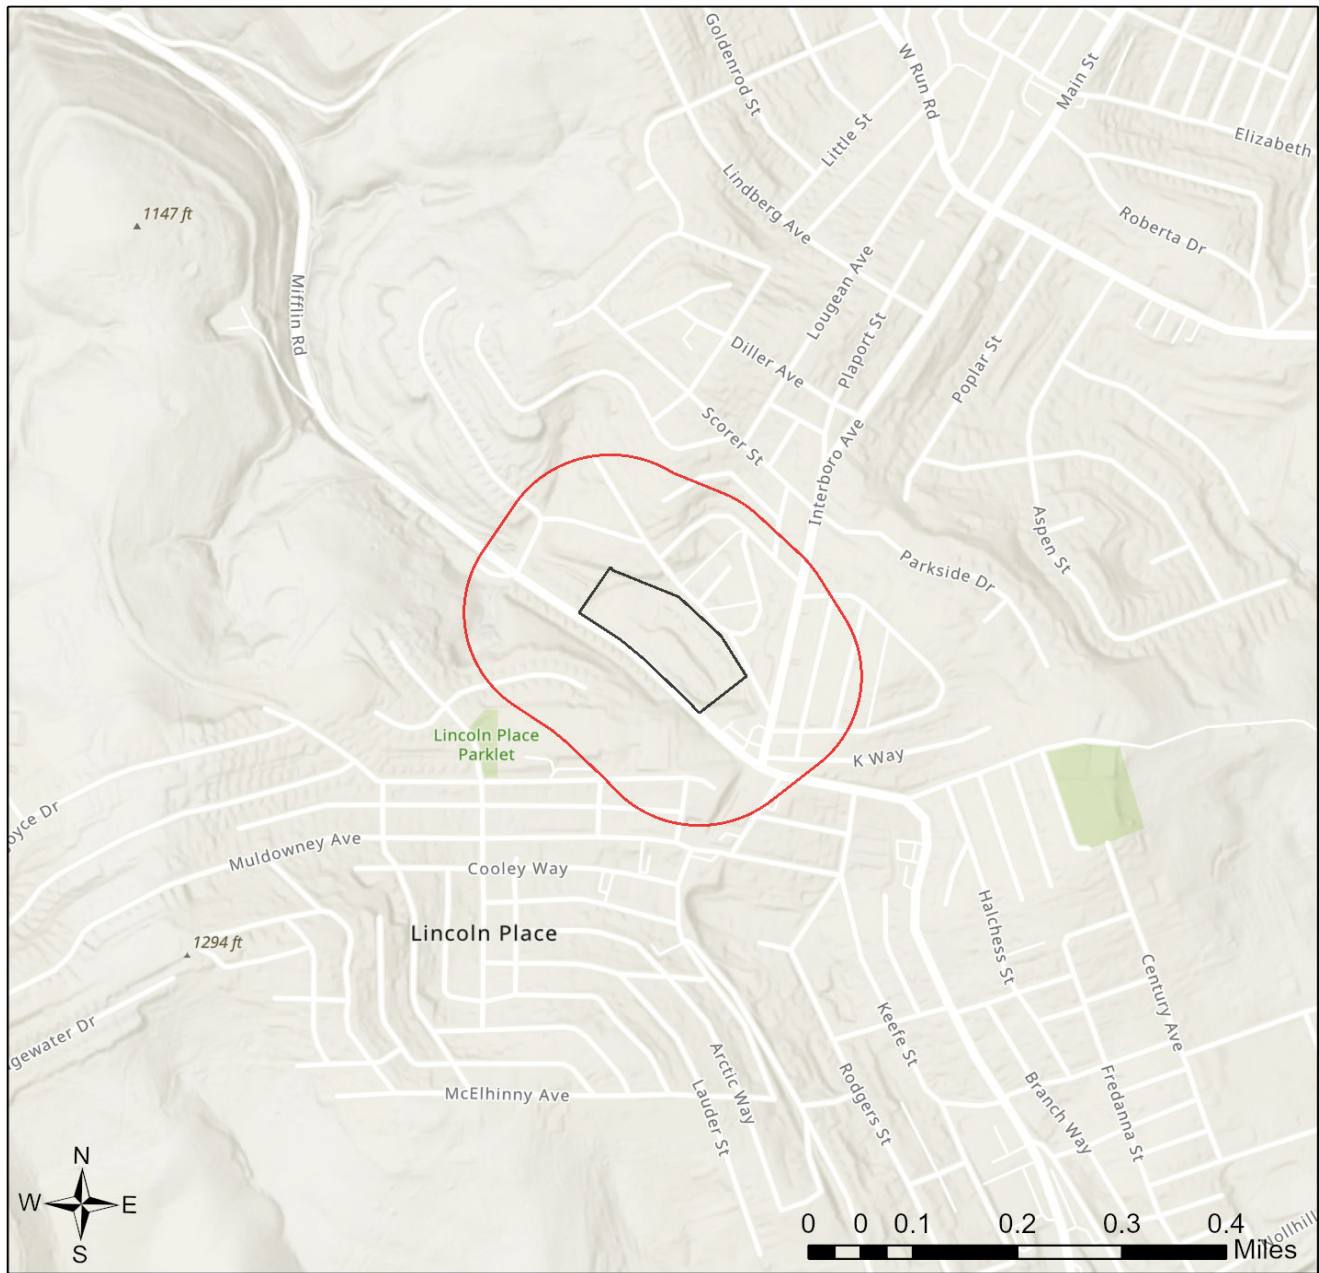 Goldenrod St
W Run Rd
Main St
Little St
Elizabeth
Lindberg Ave
1147 ft
Roberta Dr
Mifflin Rd
Lougean Ave
Plaport St
Diller Ave
Poplar St
Scorer St
Interboro Ave
Aspen St
Parkside Dr
Lincoln Place
Parklet
K Way
oyce Dr
Muldowney Ave
Cooley Way
Lincoln Place
1294 ft
Halchess St
Century Ave
gewater Dr
Keefe St
Arctic Way
Lauder St
Rodgers St
Branch Way
Fredanna St
McElhinny Ave
N
W E
S
0 0 0.1 0.2 0.3 0.4
Miles
Nollhill